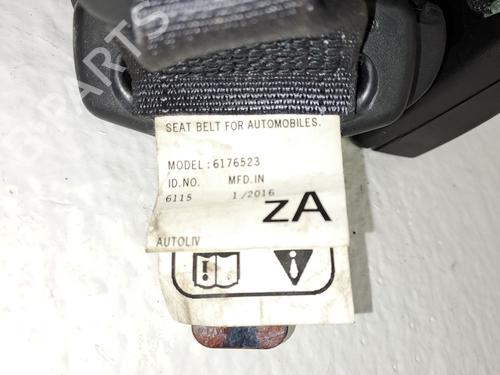 SEAT BELT FOR AUTOMOBILES.
MODEL:6176523
ID.NO. MFD.IN
6115 1/2016
ZA
AUTOLIV